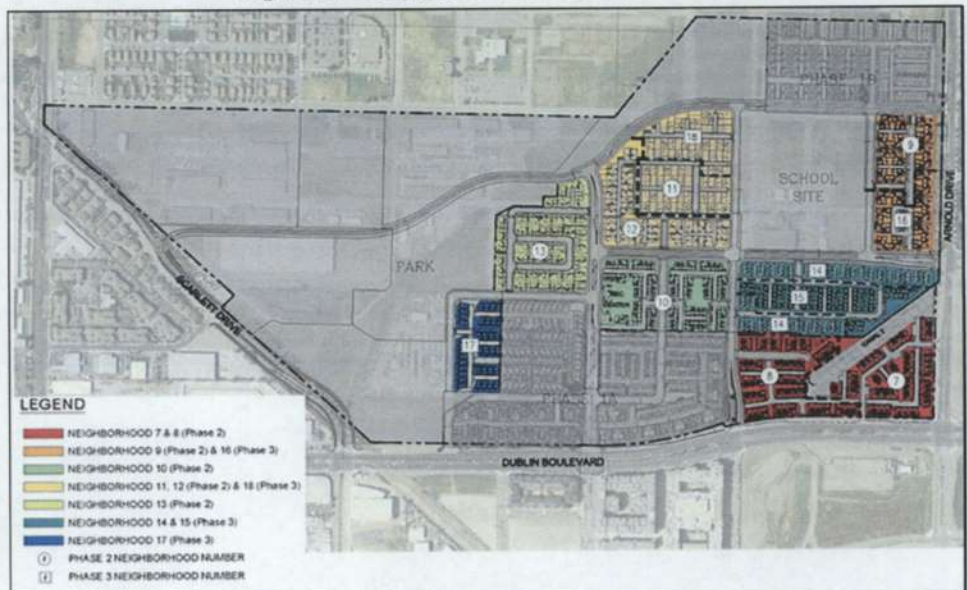 PHASE 1B
18
9
11
SCHOOL
SITE
ARNOLD DRIVE
16
12
13
PARK
14
15
10
SCARLETT DRIVE
14
17
8
7
PHASE 1A
LEGEND
NEIGHBORHOOD 7 & 8 (Phase 2)
NEIGHBORHOOD 9 (Phase 2) & 16 (Phase 3)
DUBLIN BOULEVARD
NEIGHBORHOOD 10 (Phase 2)
NEIGHBORHOOD 11, 12 (Phase 2) & 18 (Phase 3)
NEIGHBORHOOD 13 (Phase 2)
NEIGHBORHOOD 14 & 15 (Phase 3)
NEIGHBORHOOD 17 (Phase 3)
PHASE 2 NEIGHBORHOOD NUMBER
PHASE 3 NEIGHBORHOOD NUMBER